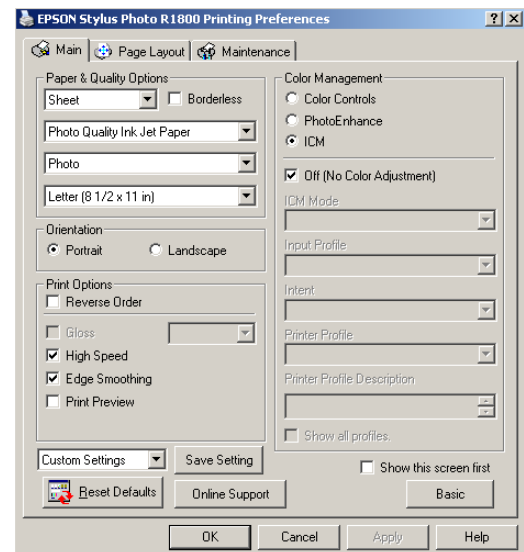 EPSON Stylus Photo R1800 Printing Preferences
Main
Page Layout
Maintenance
Paper & Quality Options
Sheet
Borderless
Photo Quality Ink Jet Paper
Photo
Letter (8 1/2 x 11 in)
Orientation
Portrait
Landscape
Print Options
Reverse Order
Gloss
High Speed
Edge Smoothing
Print Preview
Custom Settings
Save Setting
Reset Defaults
Online Support
Color Management
Color Controls
PhotoEnhance
ICM
Off (No Color Adjustment)
ICM Mode
Input Profile
Intent
Printer Profile
Printer Profile Description
Show all profiles.
Show this screen first
Basic
OK
Cancel
Apply
Help